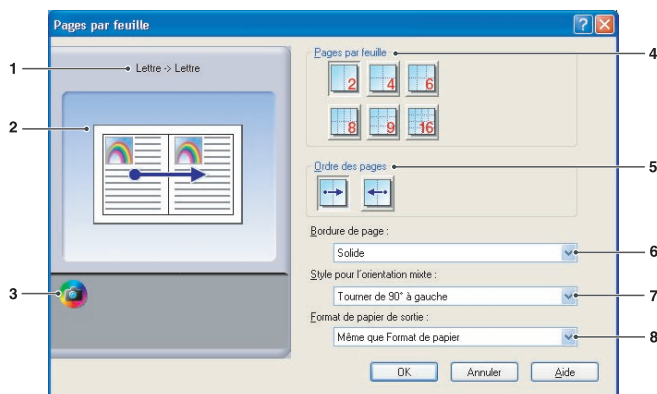 Pages par feuille
1
Lettre -> Lettre
2
3
Pages par feuille
4
2 4 6
8 9 16
Ordre des pages
5
Bordure de page :
Solide
6
Style pour l'orientation mixte :
Tourner de 90° à gauche
7
Format de papier de sortie :
Même que Format de papier
8
OK Annuler Aide